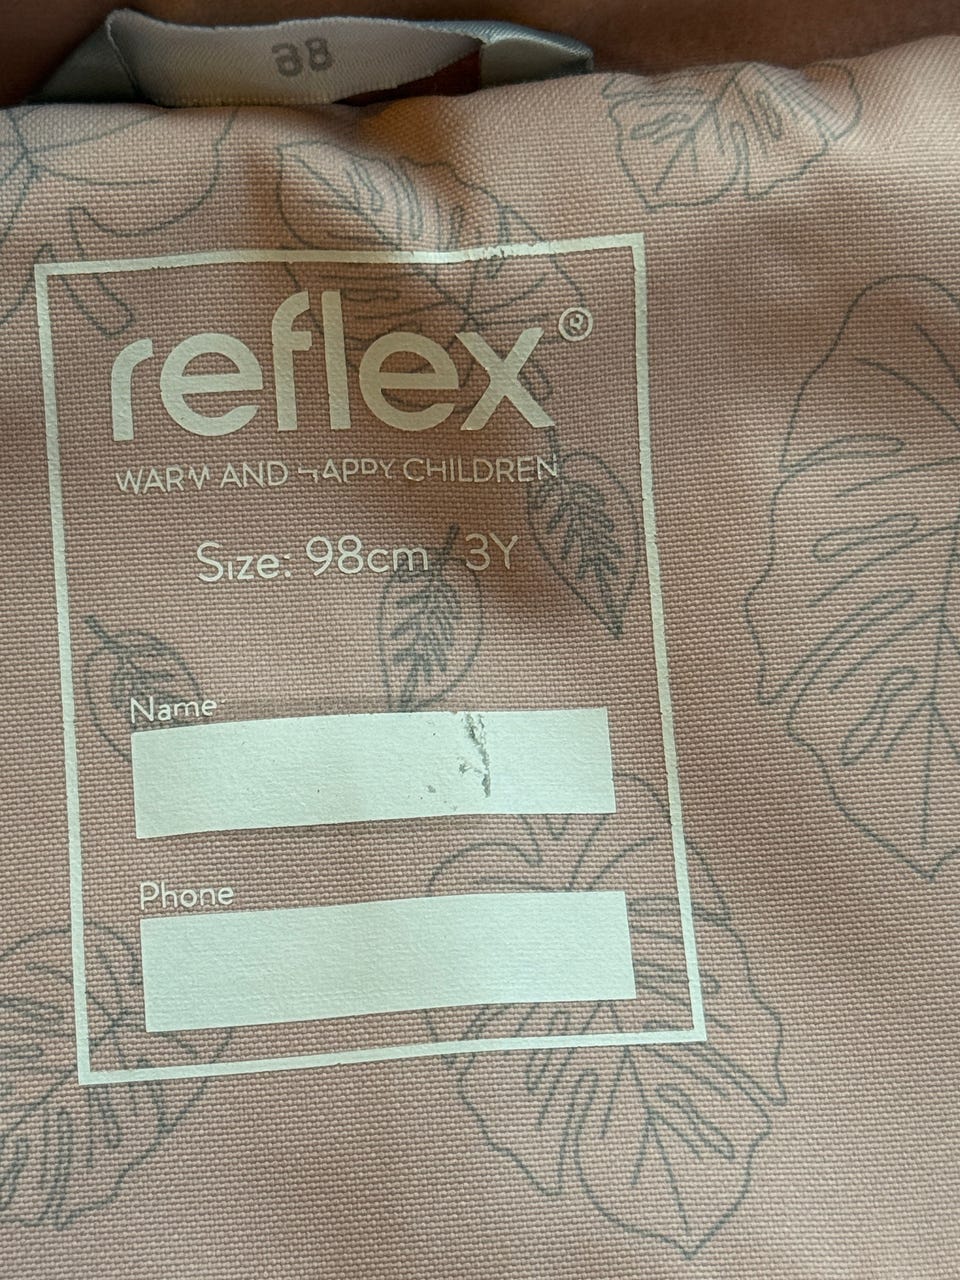 98
reflex®
WARM AND HAPPY CHILDREN
Size: 98cm 3Y
Name
Phone